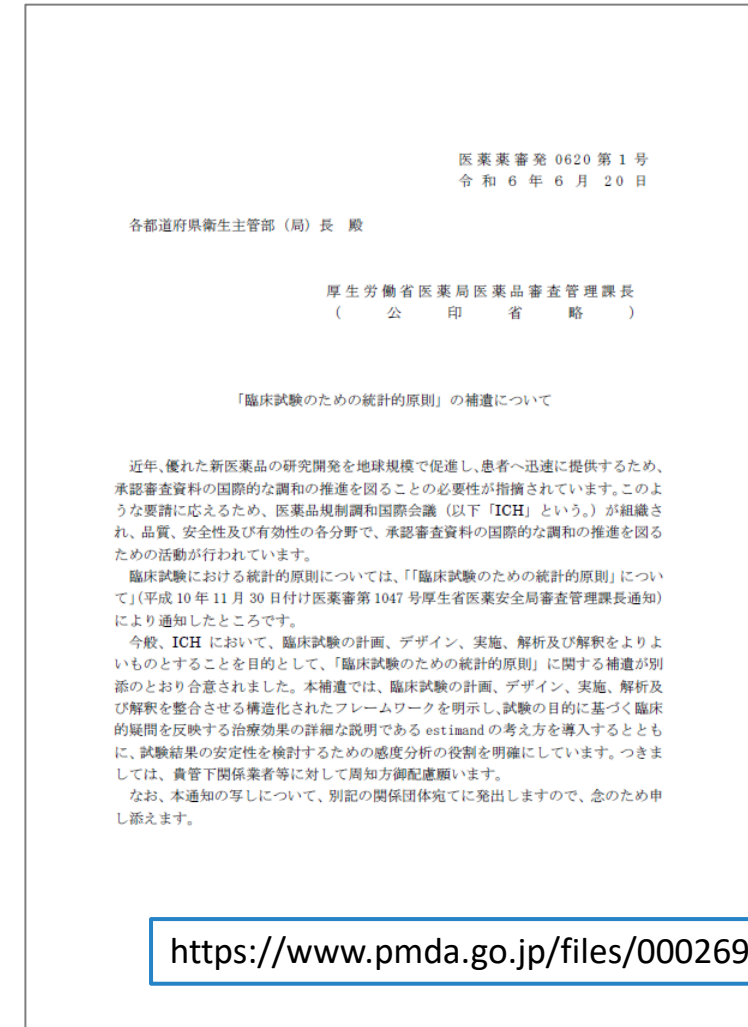 医薬薬審発 0620 第 1 号
令和 6 年 6 月 20 日
各都道府県衛生主管部（局）長　殿
厚生労働省医薬局医薬品審査管理課長
（　公　印　省　略　）
「臨床試験のための統計的原則」の補遺について
近年、優れた新医薬品の研究開発を地球規模で促進し、患者へ迅速に提供するため、
承認審査資料の国際的な調和の推進を図ることの必要性が指摘されています。このよ
うな要請に応えるため、医薬品規制調和国際会議（以下「ICH」という。）が組織さ
れ、品質、安全性及び有効性の各分野で、承認審査資料の国際的な調和の推進を図る
ための活動が行われています。
臨床試験における統計的原則については、「「臨床試験のための統計的原則」につい
て」（平成 10 年 11 月 30 日付け医薬審第 1047 号厚生省医薬安全局審査管理課長通知）
により通知したところです。
今般、ICH において、臨床試験の計画、デザイン、実施、解析及び解釈をよりよ
いものとすることを目的として、「臨床試験のための統計的原則」に関する補遺が別
添のとおり合意されました。本補遺では、臨床試験の計画、デザイン、実施、解析及
び解釈を整合させる構造化されたフレームワークを明示し、試験の目的に基づく臨床
的疑問を反映する治療効果の詳細な説明である estimand の考え方を導入するととも
に、試験結果の安定性を検討するための感度分析の役割を明確にしています。つきま
しては、貴管下関係業者等に対して周知方御配慮願います。
なお、本通知の写しについて、別記の関係団体宛てに発出しますので、念のため申
し添えます。
https://www.pmda.go.jp/files/000269